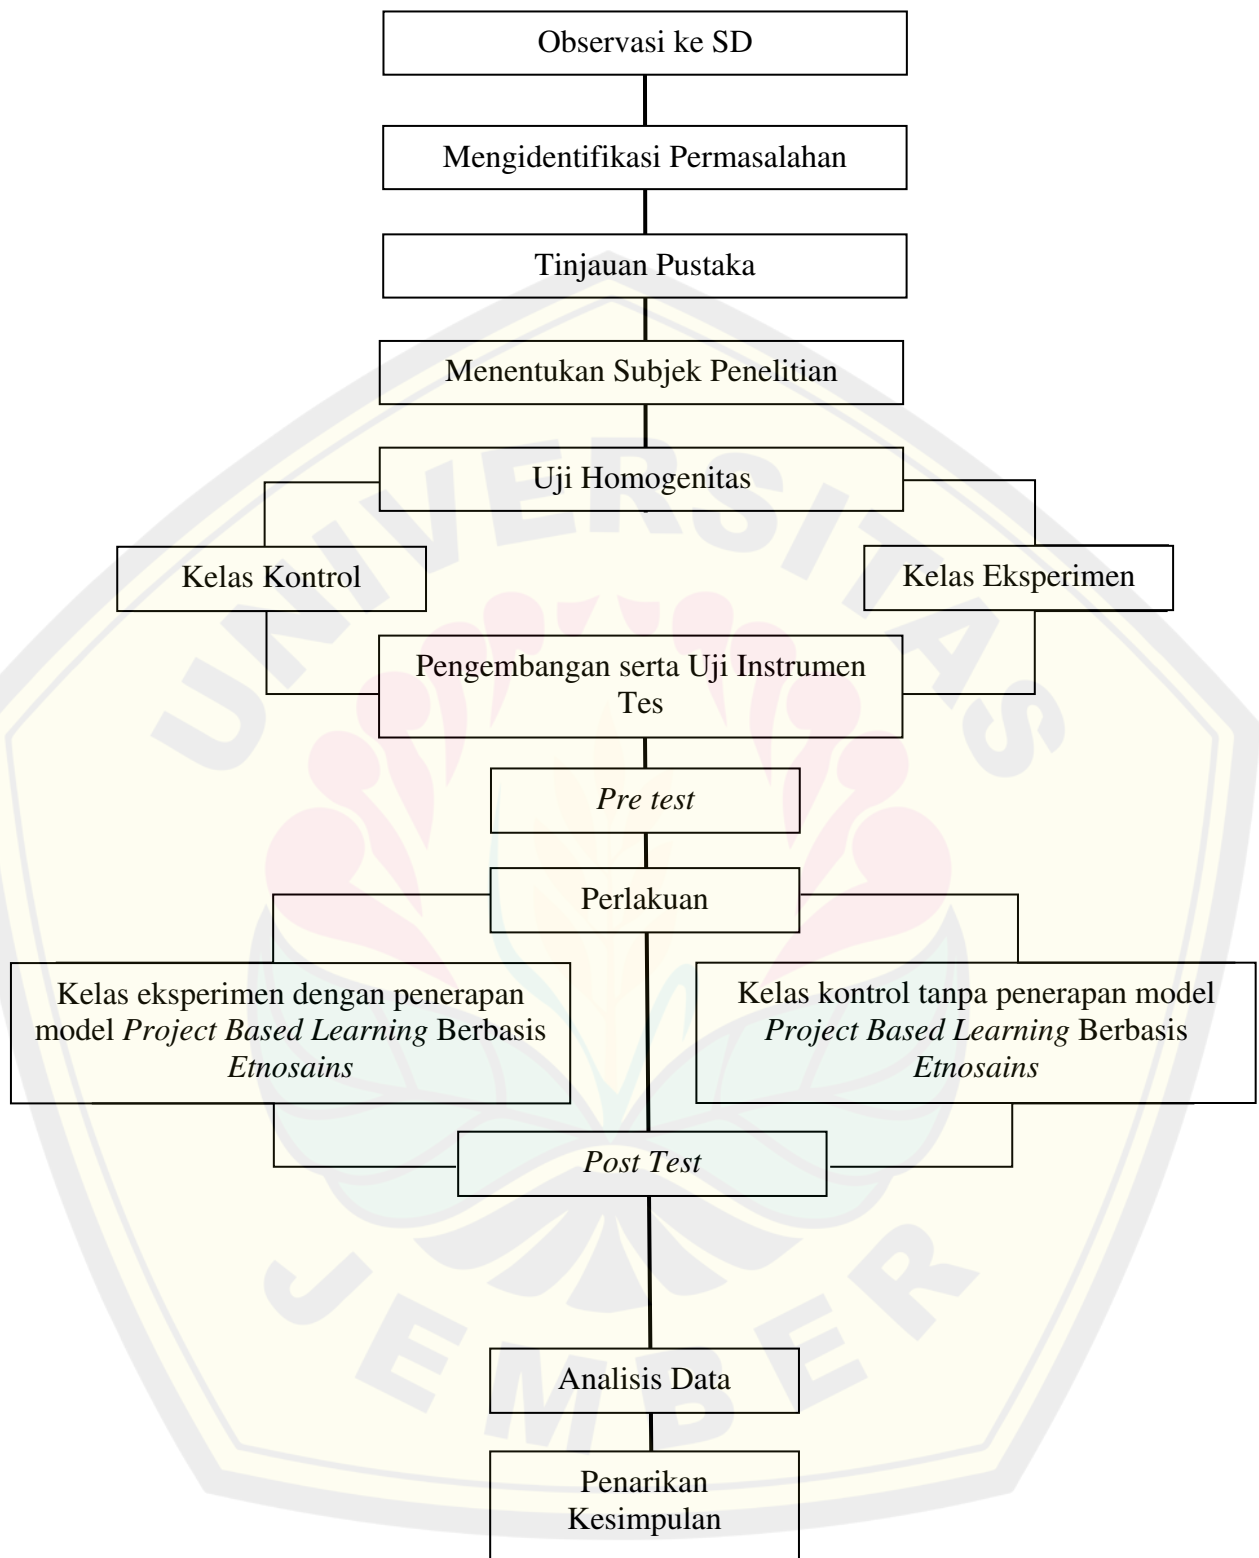 Observasi ke SD
Mengidentifikasi Permasalahan
Tinjauan Pustaka
Menentukan Subjek Penelitian
Uji Homogenitas
Kelas Kontrol
Kelas Eksperimen
Pengembangan serta Uji Instrumen
Tes
Pre test
Perlakuan
Kelas eksperimen dengan penerapan
model Project Based Learning Berbasis
Etnosains
Kelas kontrol tanpa penerapan model
Project Based Learning Berbasis
Etnosains
Post Test
Analisis Data
Penarikan
Kesimpulan
UNIVERSITAS
JEMBER